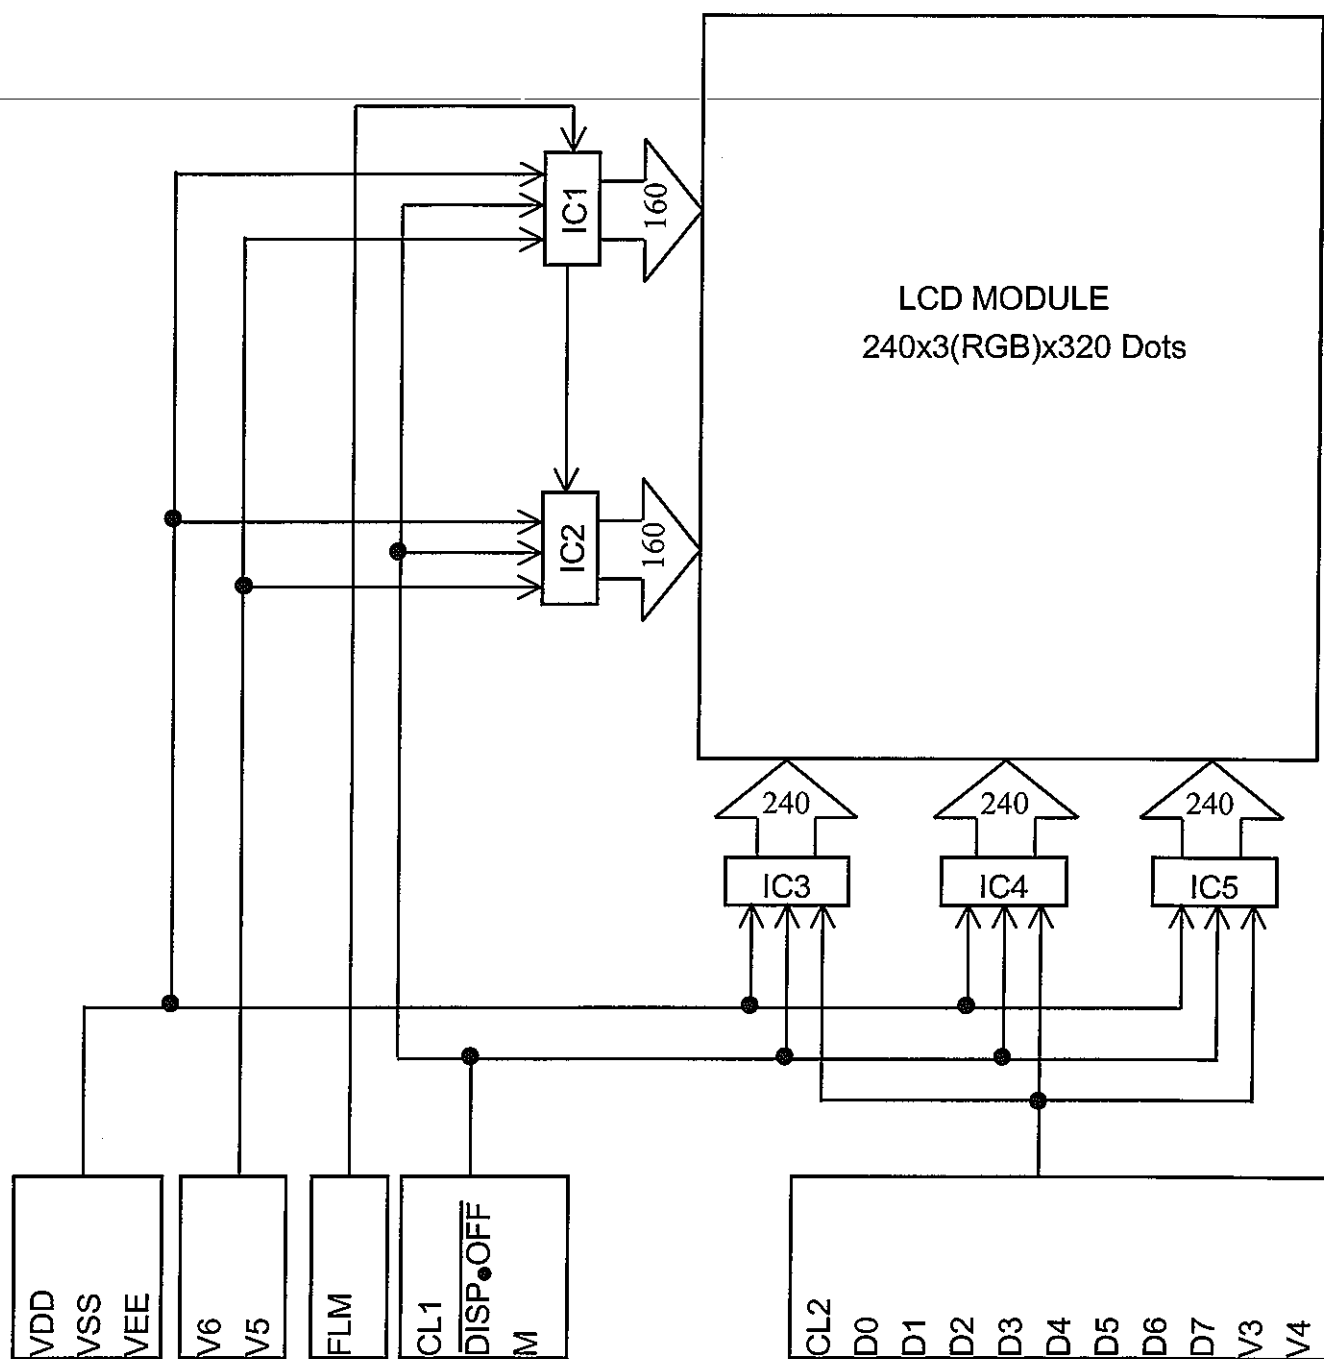 IC1
160
LCD MODULE
240x3(RGB)x320 Dots
IC2
160
240
240
240
IC3
IC4
IC5
VDD
VSS
VEE
V6
V5
FLM
CL1
DISP.OFF
M
CL2
D0
D1
D2
D3
D4
D5
D6
D7
V3
V4